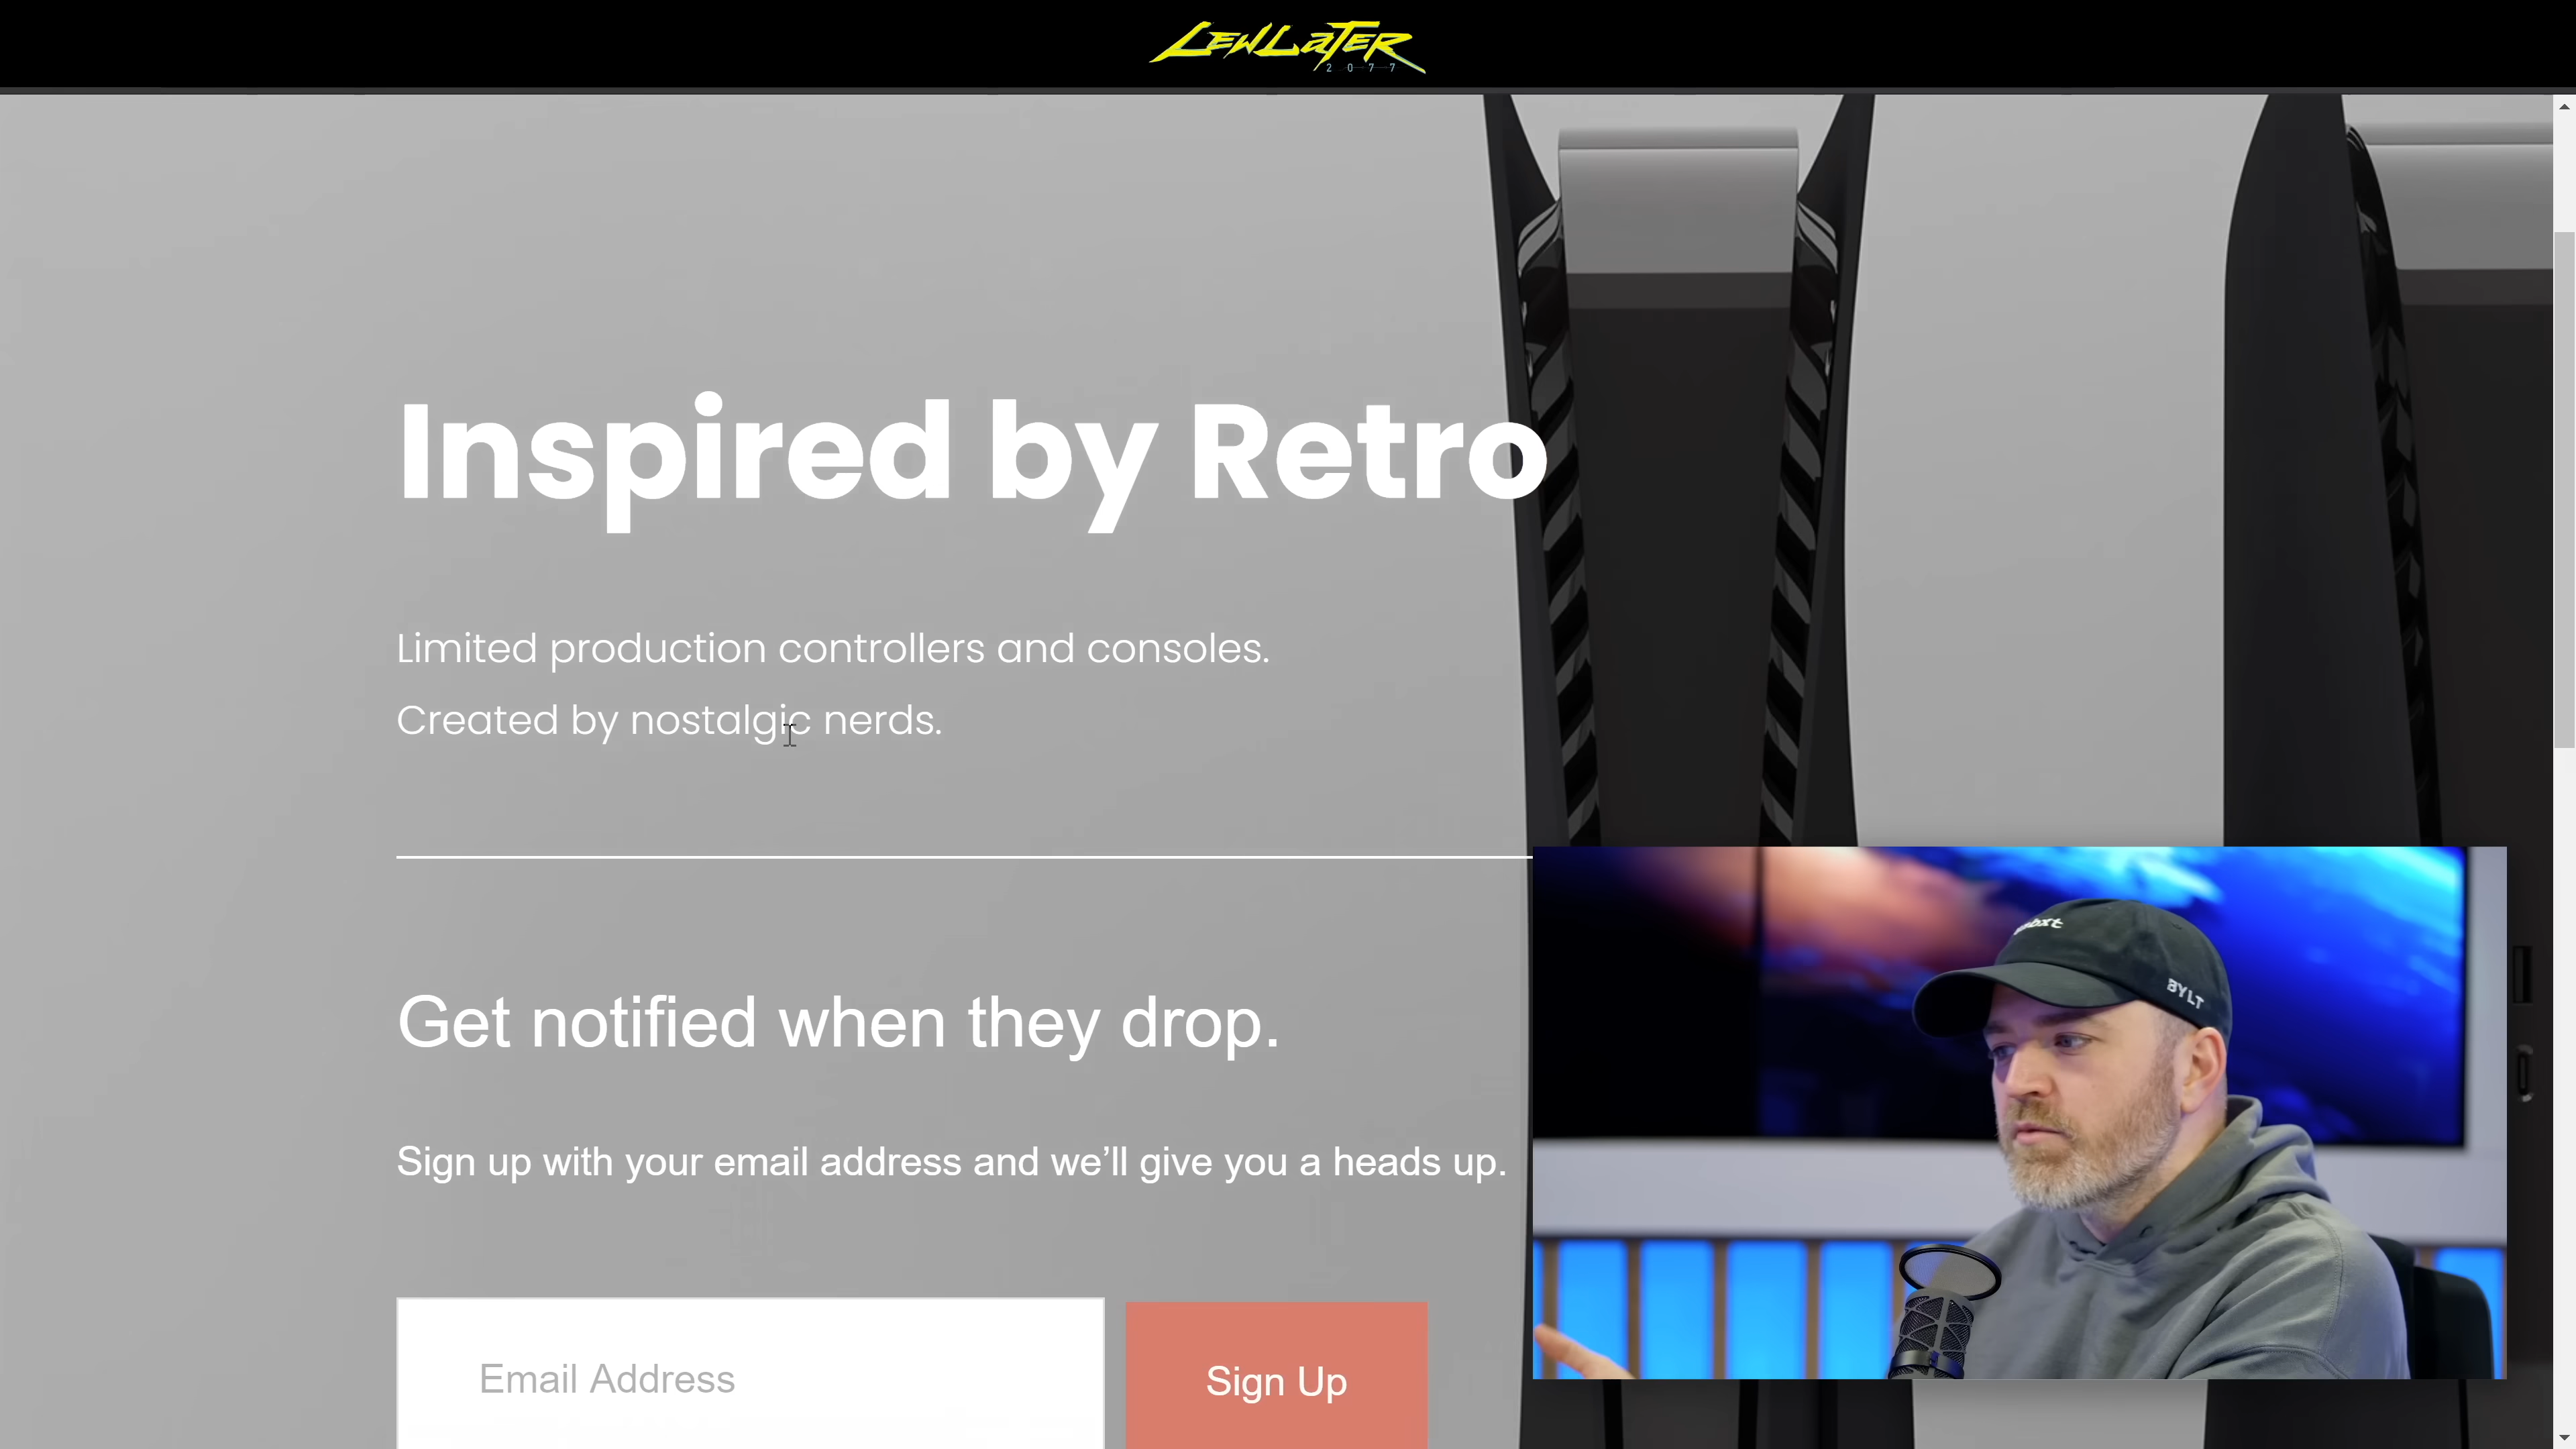 LEWLATER
2077
Inspired by Retro
Limited production controllers and consoles.
Created by nostalgic nerds.
Get notified when they drop.
Sign up with your email address and we’ll give you a heads up.
Email Address
Sign Up
BYLT